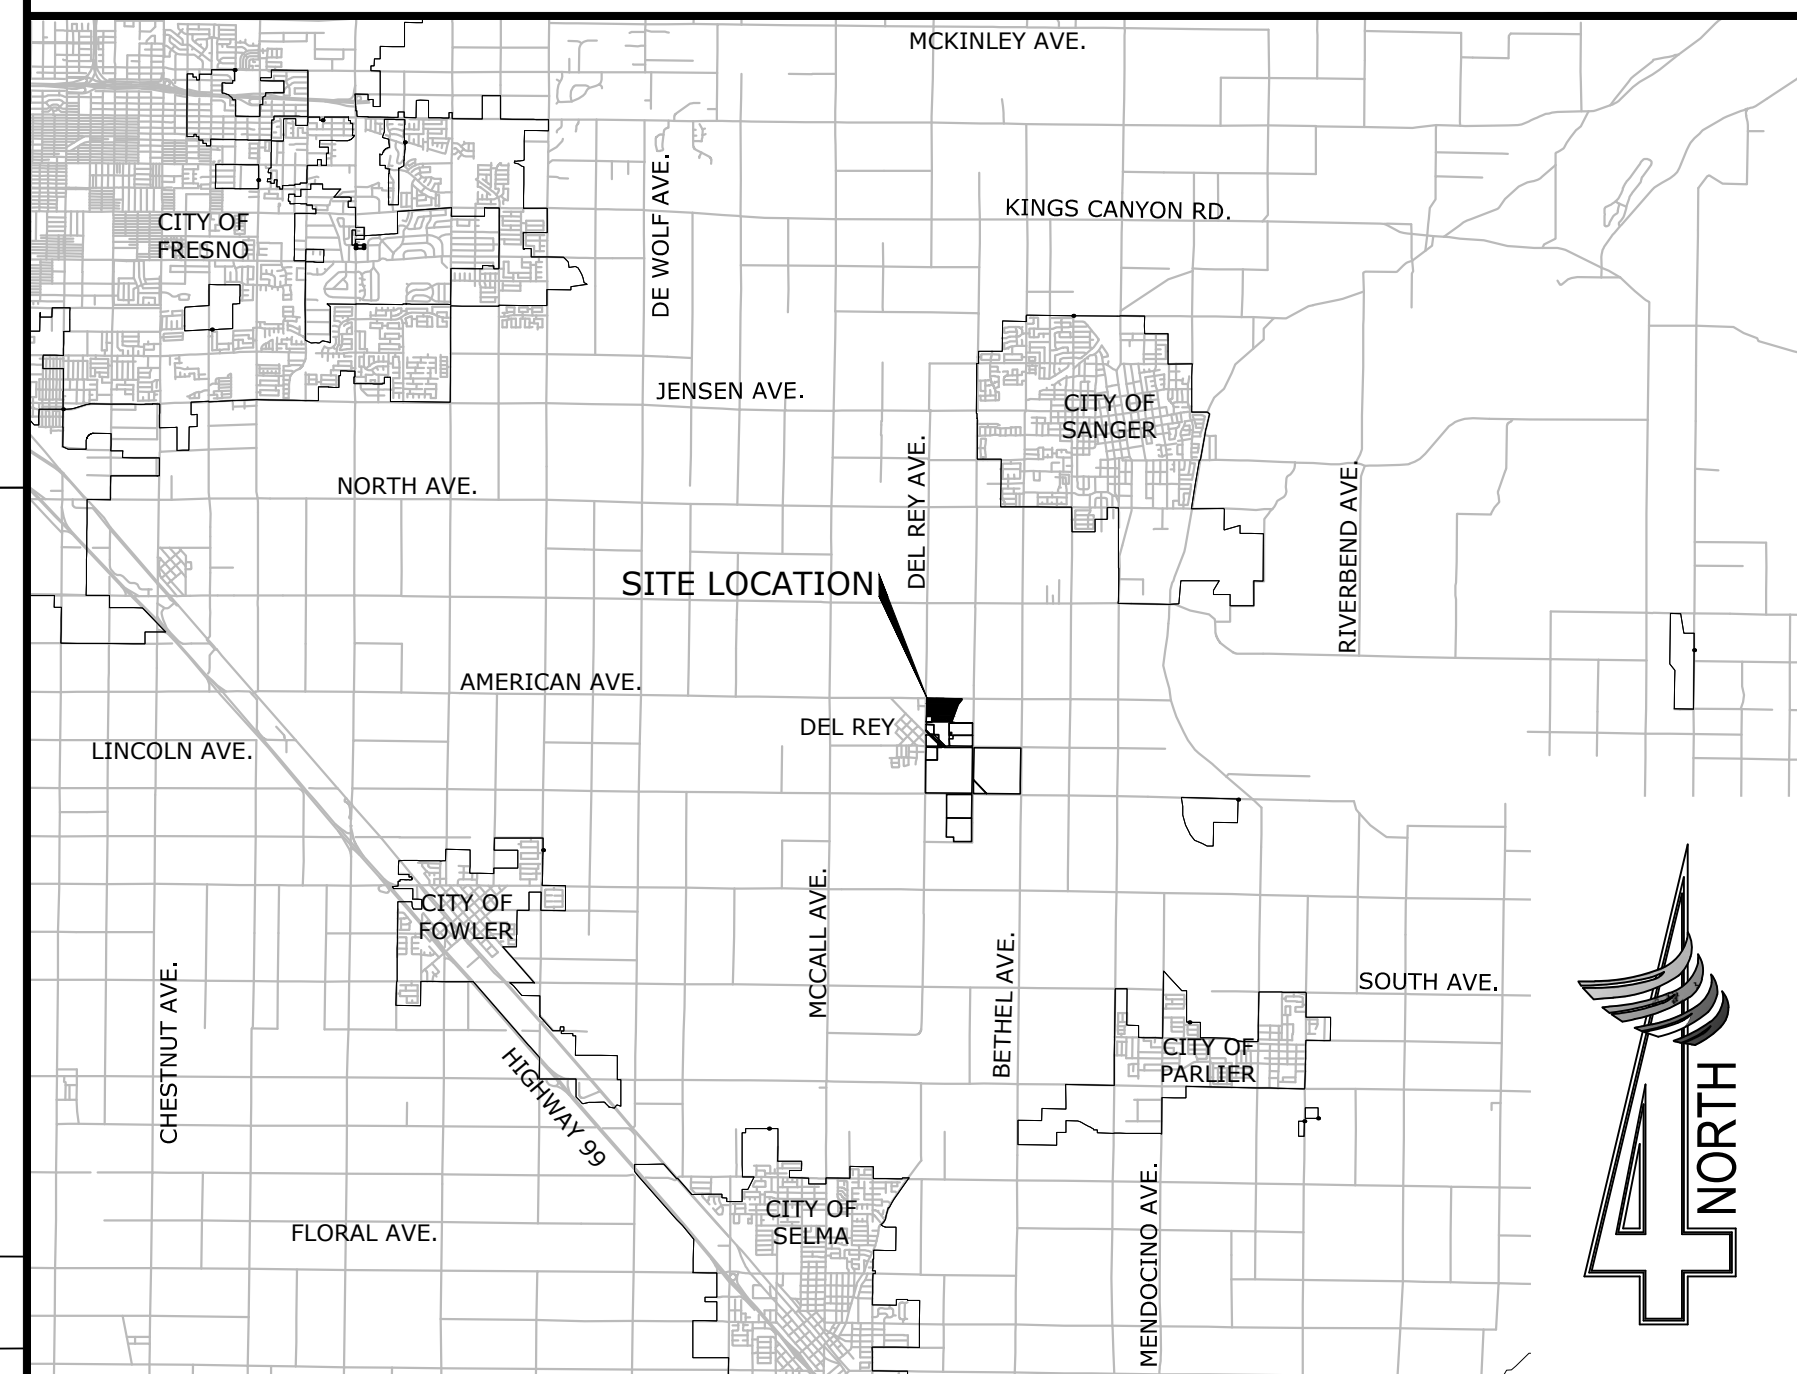 MCKINLEY AVE.
CITY OF
FRESNO
DE WOLF AVE.
KINGS CANYON RD.
JENSEN AVE.
CITY OF
SANGER
NORTH AVE.
DEL REY AVE.
RIVERBEND AVE.
SITE LOCATION
AMERICAN AVE.
DEL REY
LINCOLN AVE.
CITY OF
FOWLER
MCCALL AVE.
BETHEL AVE.
SOUTH AVE.
CHESTNUT AVE.
HIGHWAY 99
CITY OF
PARLIER
NORTH
CITY OF
SELMA
FLORAL AVE.
MENDOCINO AVE.